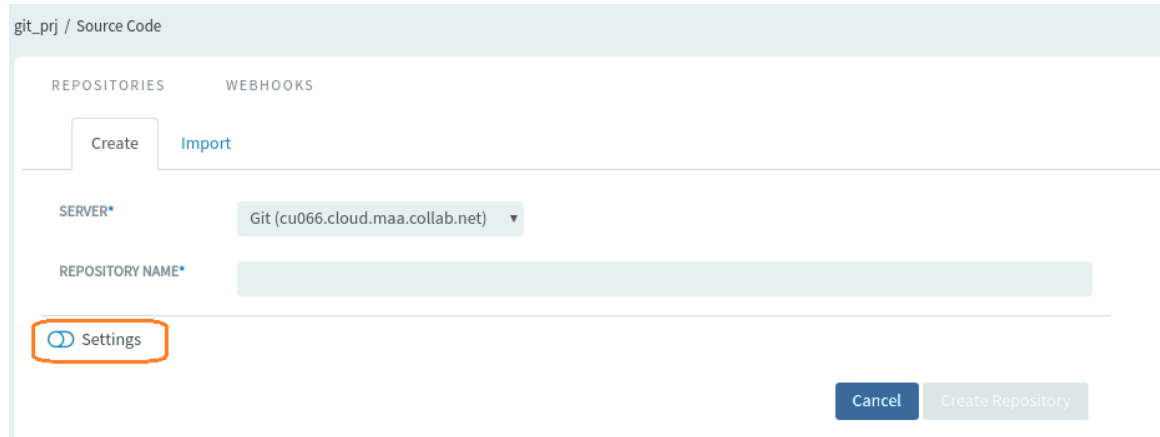 git_prj / Source Code
REPOSITORIES WEBHOOKS
Create Import
SERVER*
Git (cu066.cloud.maa.collab.net)
REPOSITORY NAME*
Settings
Cancel Create Repository